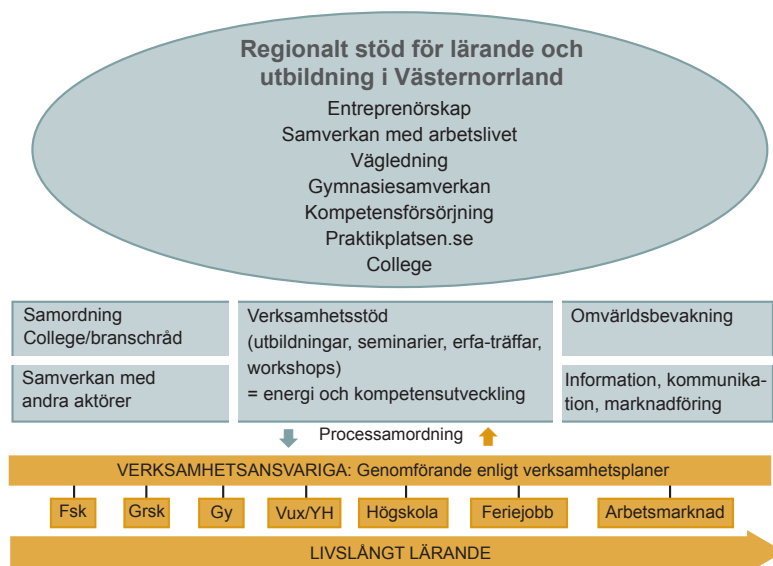 Regionalt stöd för lärande och
utbildning i Västernorrland
Entreprenörskap
Samverkan med arbetslivet
Vägledning
Gymnasiesamverkan
Kompetensförsörjning
Praktikplatsen.se
College
Samordning
College/branschråd
Samverkan med
andra aktörer
Verksamhetsstöd
(utbildningar, seminarier, erfa-träffar,
workshops)
= energi och kompetensutveckling
Omvärldsbevakning
Information, kommunika-
tion, marknadföring
Processamordning
VERKSAMHETSANSVARIGA: Genomförande enligt verksamhetsplaner
Fsk
Grsk
Gy
Vux/YH
Högskola
Feriejobb
Arbetsmarknad
LIVSLÅNGT LÄRANDE